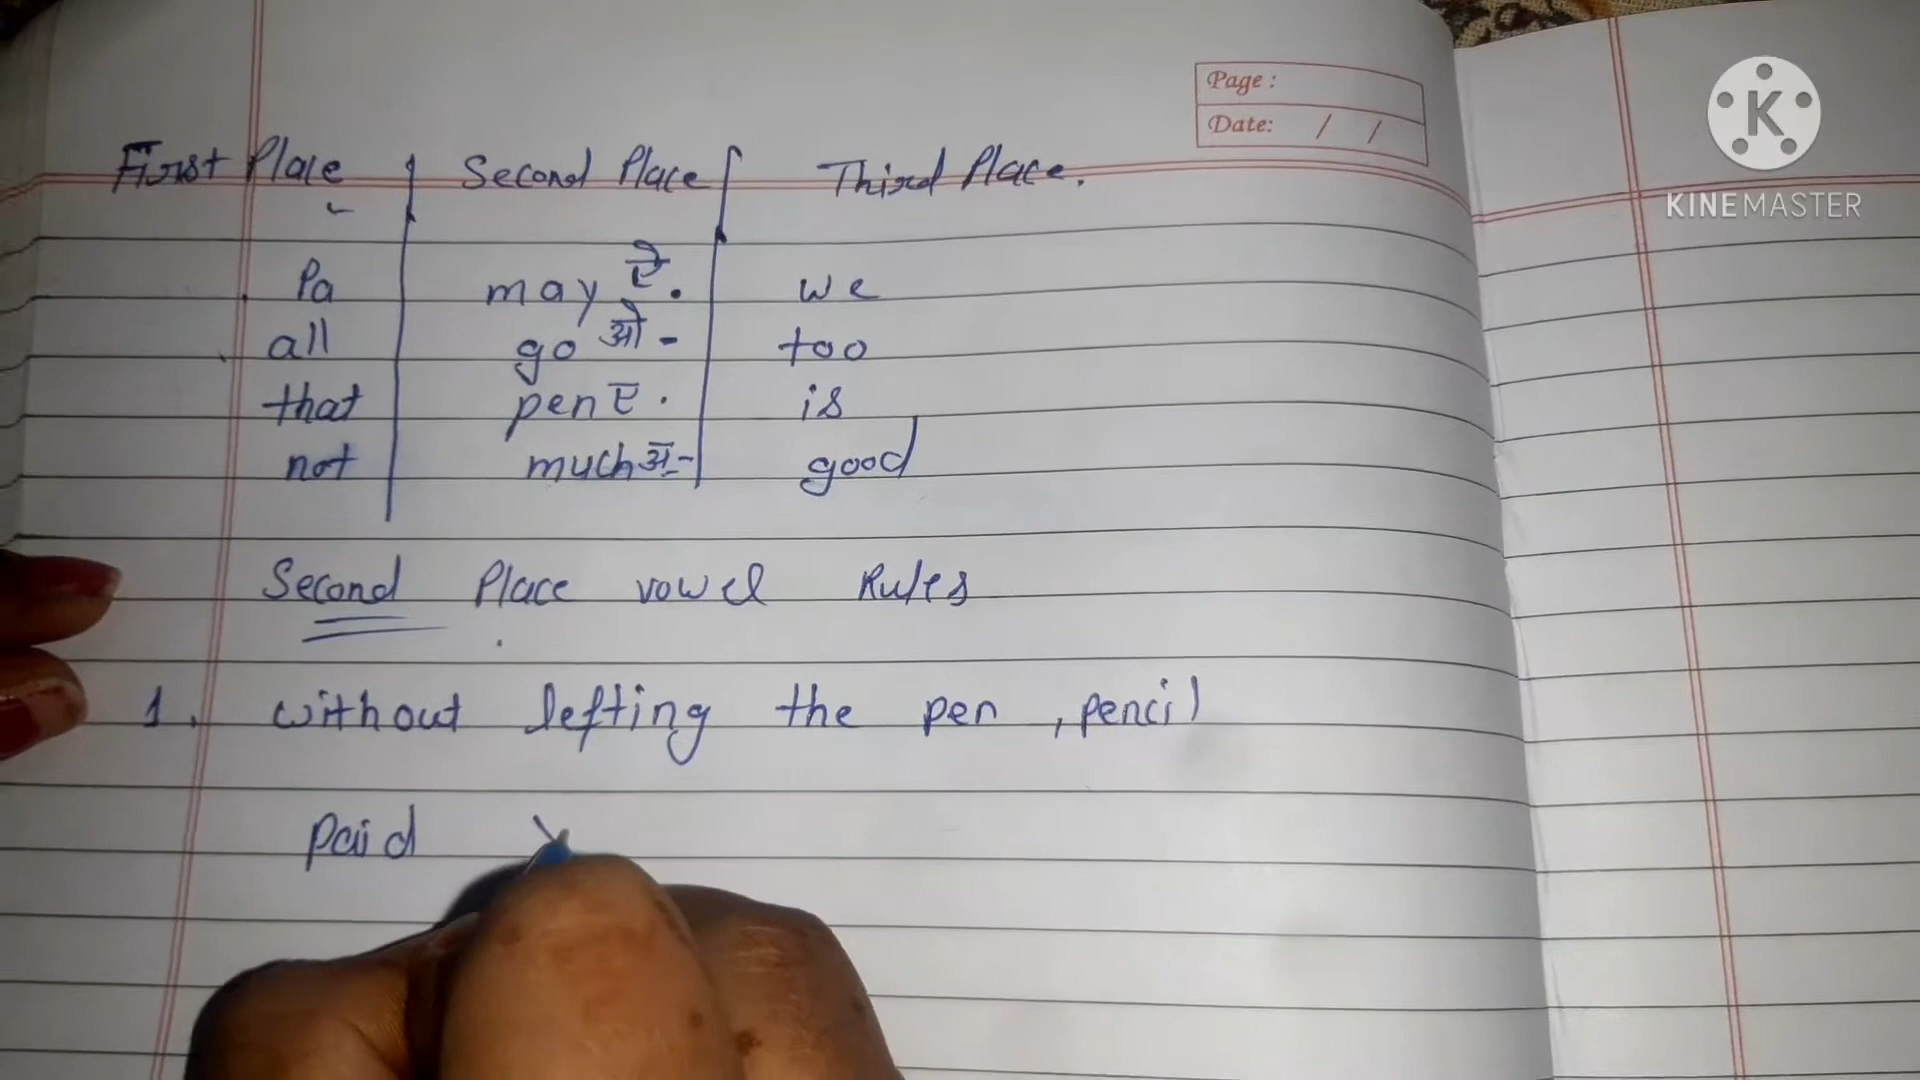 Page :
Date: / /
K
KINEMASTER
First Place Second Place Third Place.
Pa may ऐ . we
all go ओ - too
that pen ए . is
not much अ - good
Second Place vowel Rules
1. without lefting the pen , pencil
Paid